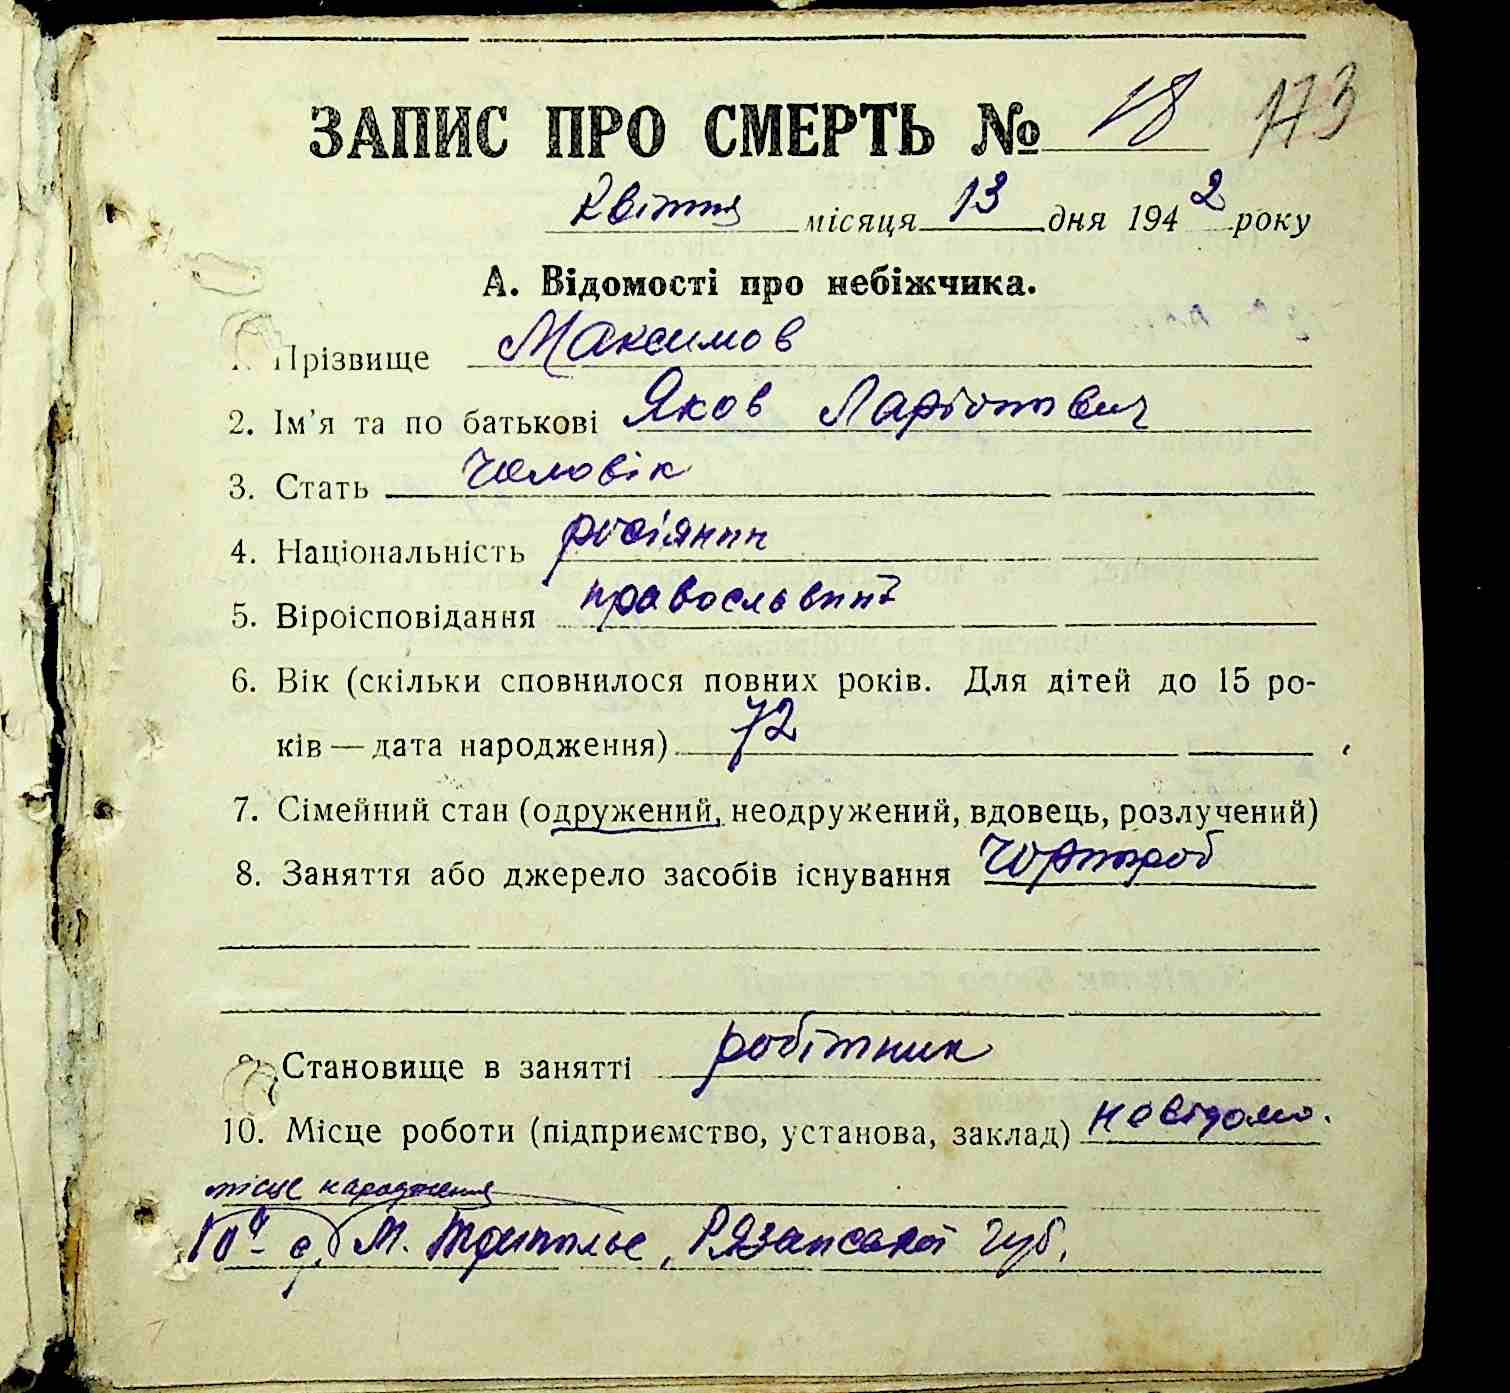 ЗАПИС ПРО СМЕРТЬ № 18 173
Квітня місяця 13 дня 1942 року
А. Відомості про небіжчика.
Прізвище Максимов
2. Ім’я та по батькові Яков Ларіонович
3. Стать Чоловік
4. Національність росіянин
5. Віроісповідання православний
6. Вік (скільки сповнилося повних років. Для дітей до 15 ро-
ків — дата народження) 72
7. Сімейний стан (одружений, неодружений, вдовець, розлучений)
8. Заняття або джерело засобів існування Чорнороб
9. Становище в занятті робітник
10. Місце роботи (підприємство, установа, заклад) невідомо.
місце народження
М. , Рязанської губ.